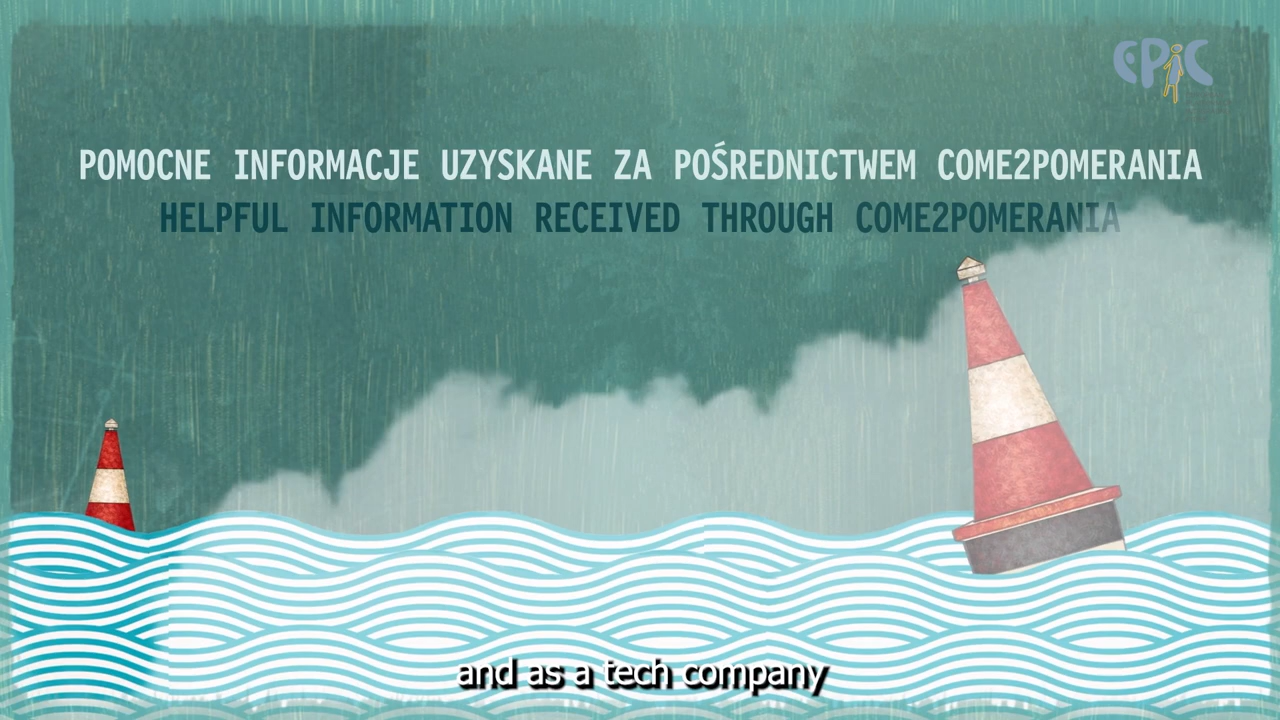 EPiC
POMOCNE INFORMACJE UZYSKANE ZA POŚREDNICTWEM COME2POMERANIA
HELPFUL INFORMATION RECEIVED THROUGH COME2POMERANIA
and as a tech company